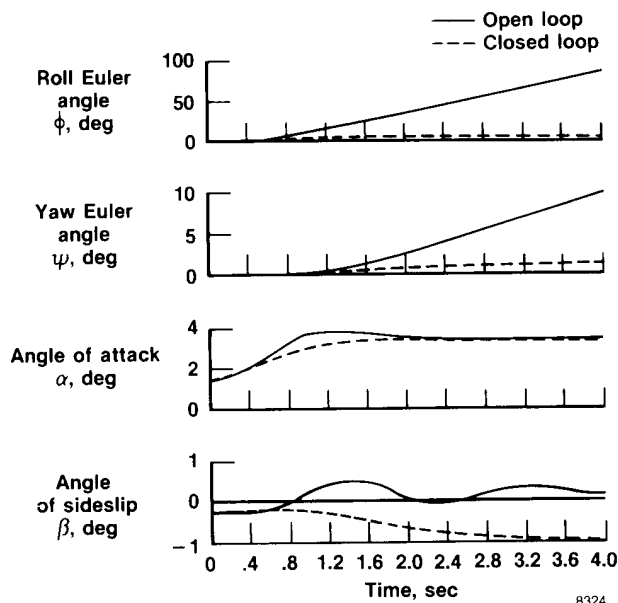 Open loop
Closed loop
Roll Euler
angle
ϕ, deg
100
50
0
Yaw Euler
angle
ψ, deg
10
5
0
Angle of attack
α, deg
4
2
0
Angle
of sideslip
β, deg
1
0
−1
0 .4 .8 1.2 1.6 2.0 2.4 2.8 3.2 3.6 4.0
Time, sec
8324